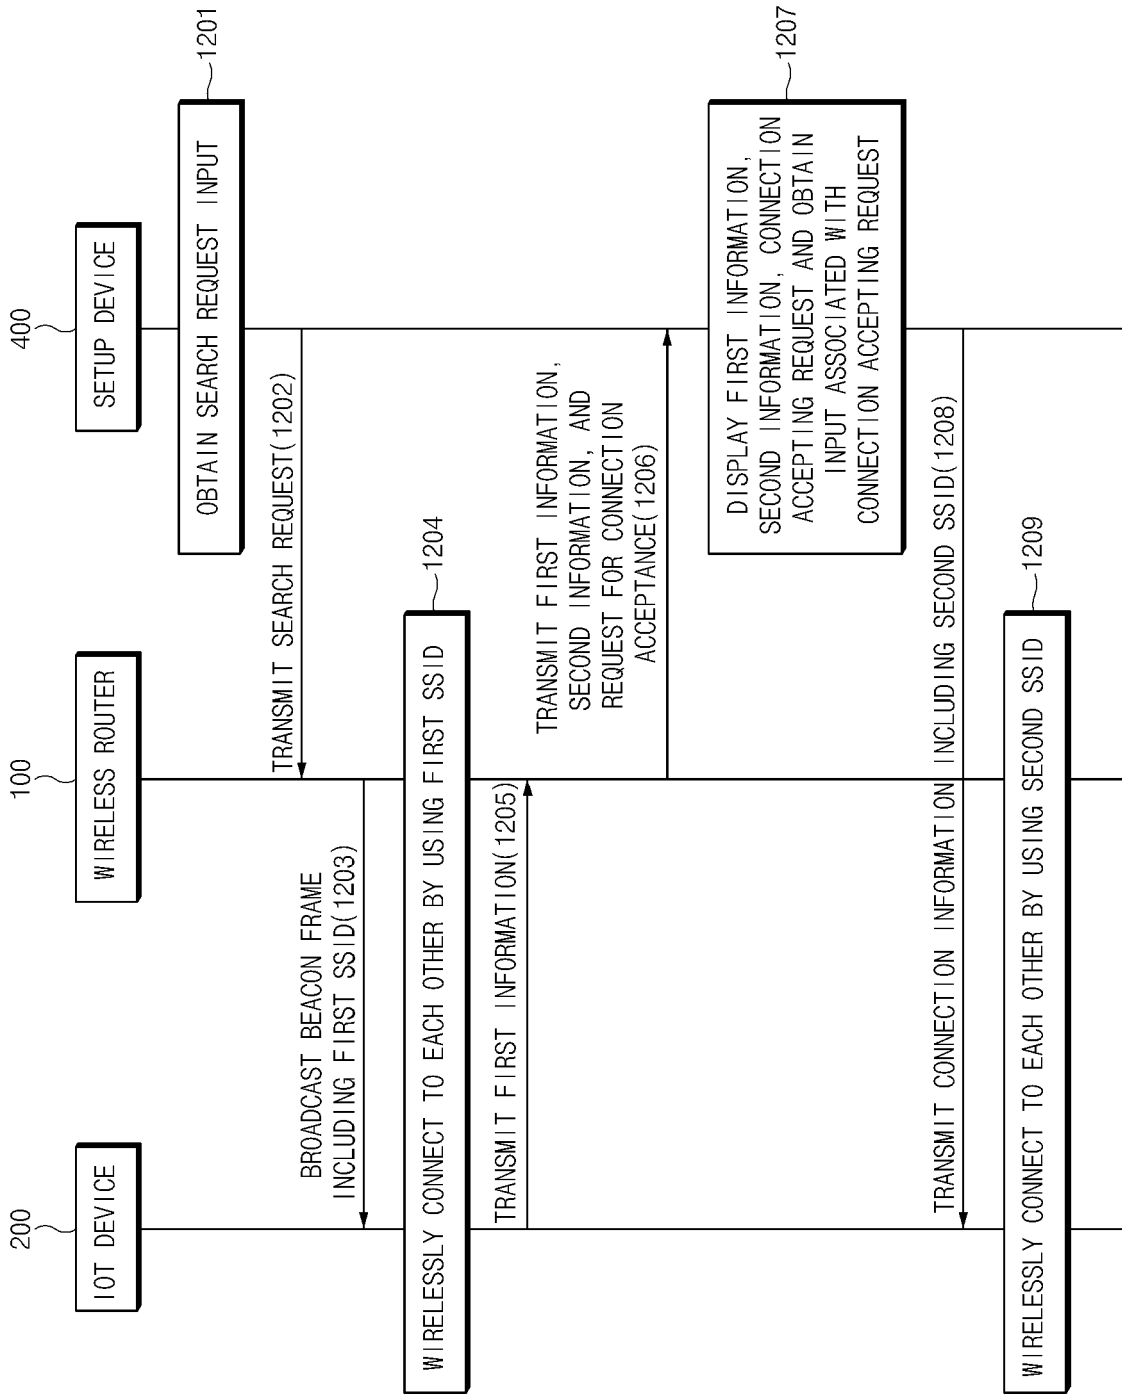 200
IOT DEVICE
100
WIRELESS ROUTER
400
SETUP DEVICE
OBTAIN SEARCH REQUEST INPUT
1201
TRANSMIT SEARCH REQUEST(1202)
BROADCAST BEACON FRAME
INCLUDING FIRST SSID(1203)
WIRELESSLY CONNECT TO EACH OTHER BY USING FIRST SSID
1204
TRANSMIT FIRST INFORMATION(1205)
TRANSMIT FIRST INFORMATION,
SECOND INFORMATION, AND
REQUEST FOR CONNECTION
ACCEPTANCE(1206)
DISPLAY FIRST INFORMATION,
SECOND INFORMATION, CONNECTION
ACCEPTING REQUEST AND OBTAIN
INPUT ASSOCIATED WITH
CONNECTION ACCEPTING REQUEST
1207
TRANSMIT CONNECTION INFORMATION INCLUDING SECOND SSID(1208)
WIRELESSLY CONNECT TO EACH OTHER BY USING SECOND SSID
1209